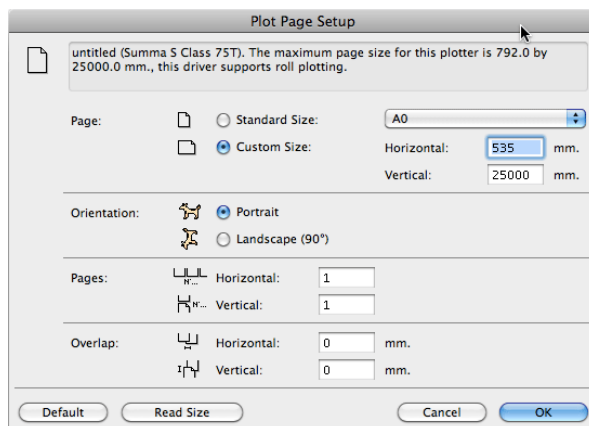 Plot Page Setup
untitled (Summa S Class 75T). The maximum page size for this plotter is 792.0 by
25000.0 mm., this driver supports roll plotting.
Page: Standard Size: A0
Custom Size: Horizontal: 535 mm.
Vertical: 25000 mm.
Orientation: Portrait
Landscape (90°)
Pages: N'... Horizontal: 1
N'... Vertical: 1
Overlap: Horizontal: 0 mm.
Vertical: 0 mm.
Default Read Size Cancel OK